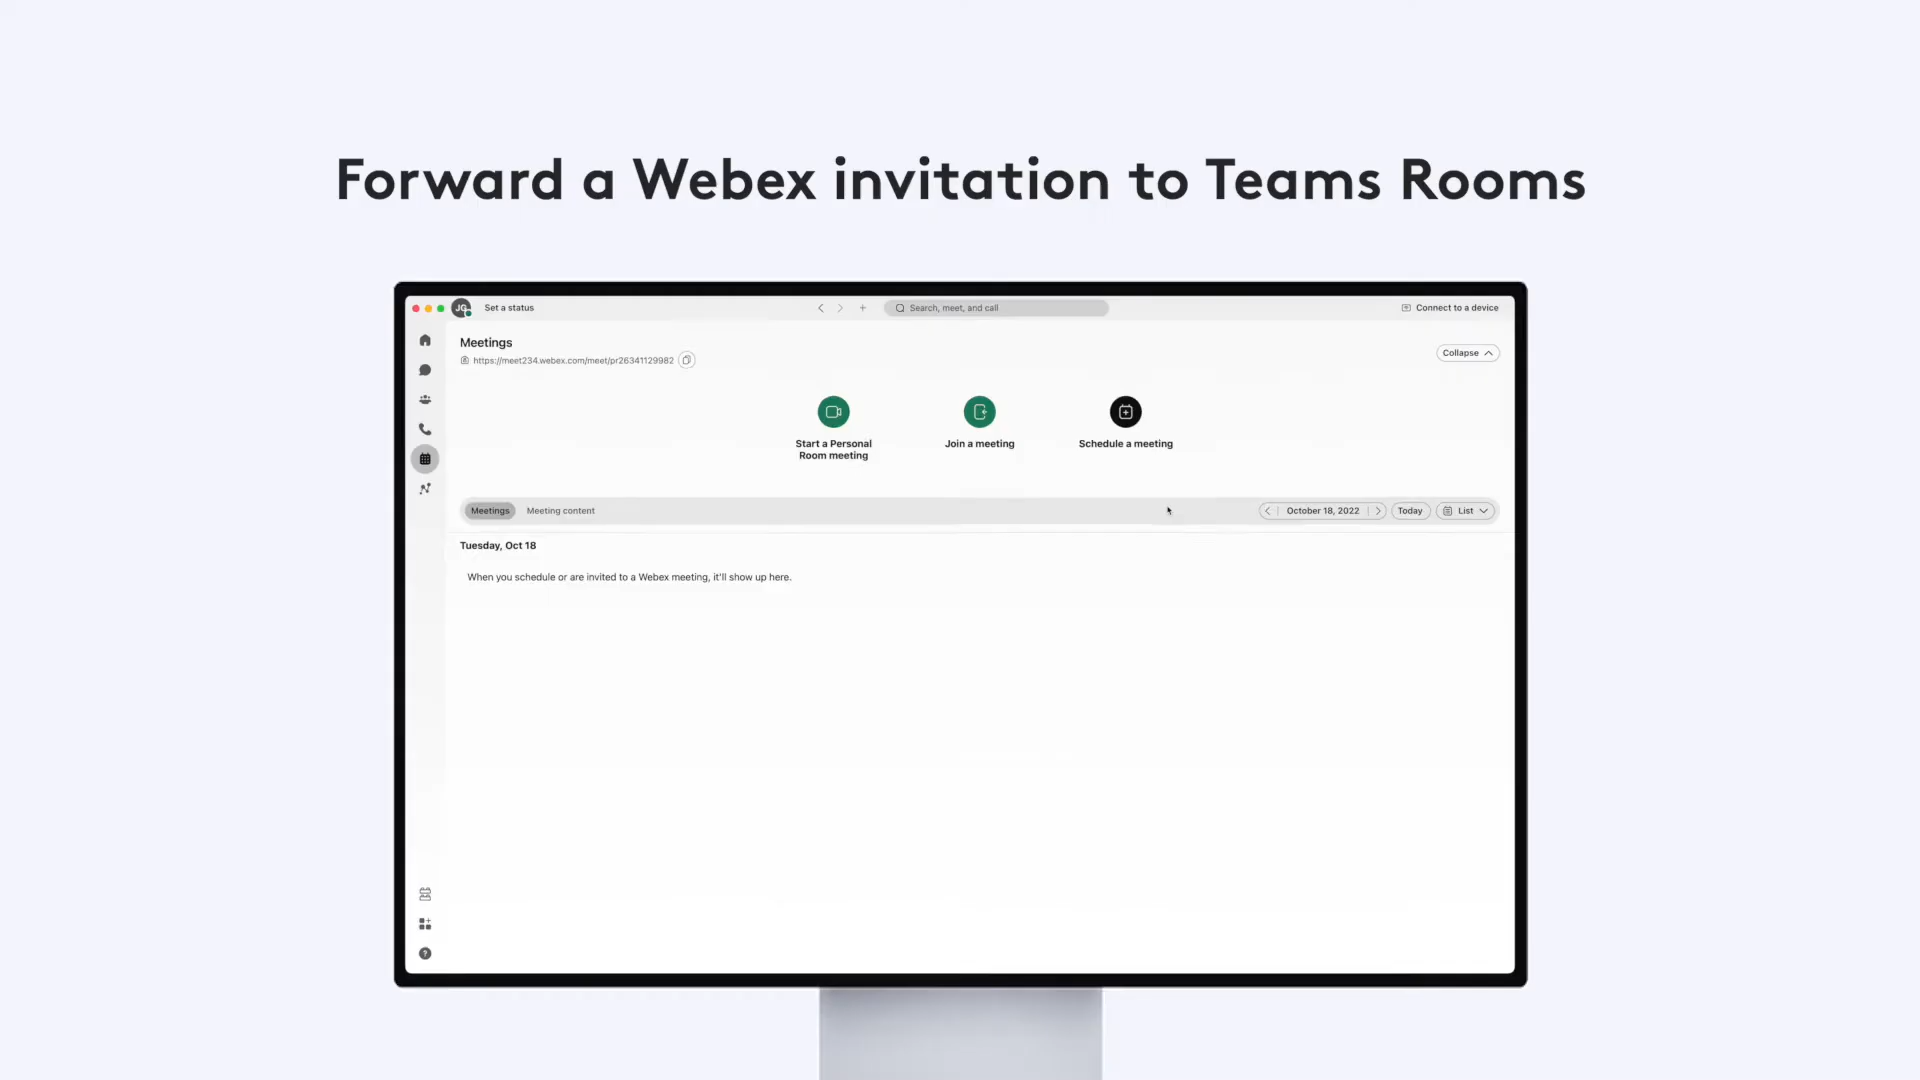 Forward a Webex invitation to Teams Rooms
JG
Set a status
Search, meet, and call
Connect to a device
Meetings
https://meet234.webex.com/meet/pr26341129982
Collapse
Start a Personal
Room meeting
Join a meeting
Schedule a meeting
Meetings
Meeting content
October 18, 2022
Today
List
Tuesday, Oct 18
When you schedule or are invited to a Webex meeting, it'll show up here.